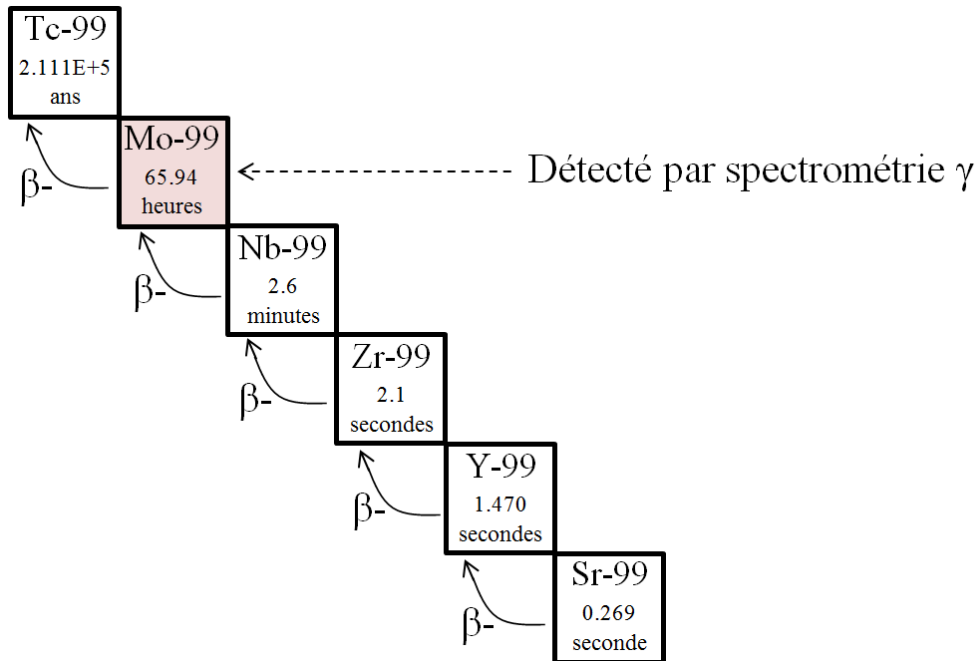 Tc-99
2.111E+5
ans
β-
Mo-99
65.94
heures
Détecté par spectrométrie γ
β-
Nb-99
2.6
minutes
β-
Zr-99
2.1
secondes
β-
Y-99
1.470
secondes
β-
Sr-99
0.269
seconde